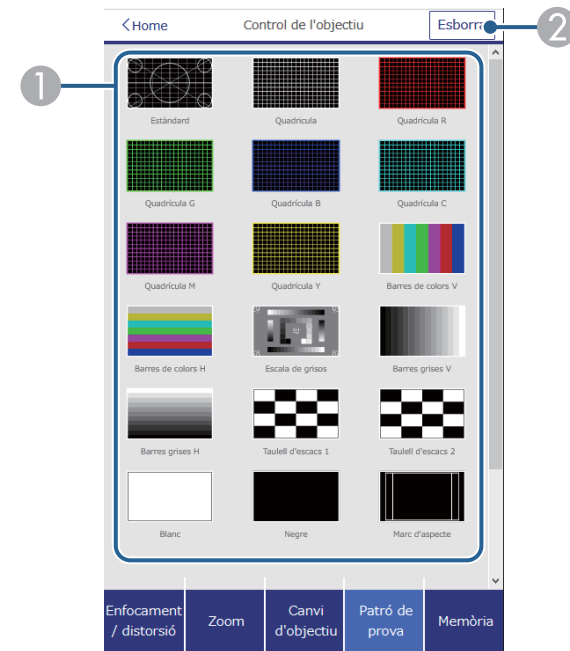 <Home
Control de l'objectiu
Esborra
2
1
Estàndard
Quadrícula
Quadrícula R
Quadrícula G
Quadrícula B
Quadrícula C
Quadrícula M
Quadrícula Y
Barres de colors V
Barres de colors H
Escala de grisos
Barres grises V
Barres grises H
Taulell d'escacs 1
Taulell d'escacs 2
Blanc
Negre
Marc d'aspecte
Enfocament
/ distorsió
Zoom
Canvi
d'objectiu
Patró de
prova
Memòria